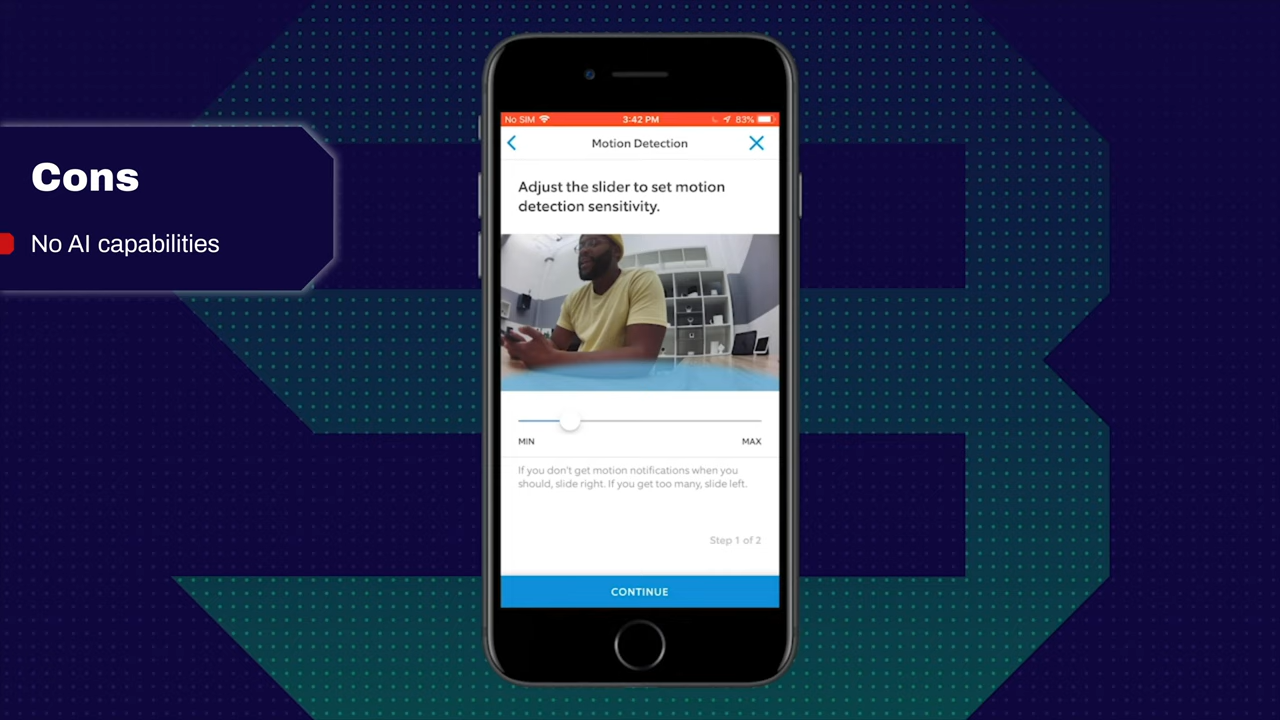 Cons
No AI capabilities
No SIM
3:42 PM
83%
Motion Detection
Adjust the slider to set motion
detection sensitivity.
MIN
MAX
If you don't get motion notifications when you
should, slide right. If you get too many, slide left.
Step 1 of 2
CONTINUE